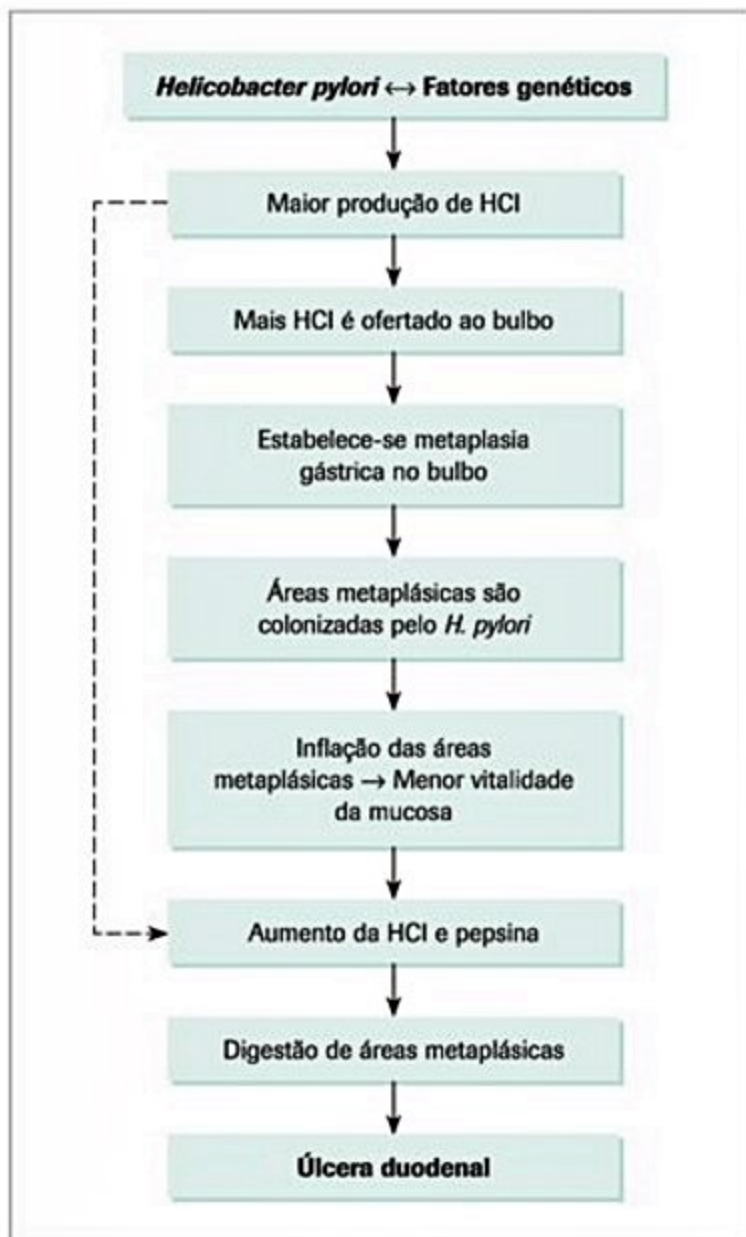 Helicobacter pylori ↔ Fatores genéticos
Maior produção de HCl
Mais HCl é ofertado ao bulbo
Estabelece-se metaplasia
gástrica no bulbo
Áreas metaplásicas são
colonizadas pelo H. pylori
Inflação das áreas
metaplásicas → Menor vitalidade
da mucosa
Aumento da HCl e pepsina
Digestão de áreas metaplásicas
Úlcera duodenal